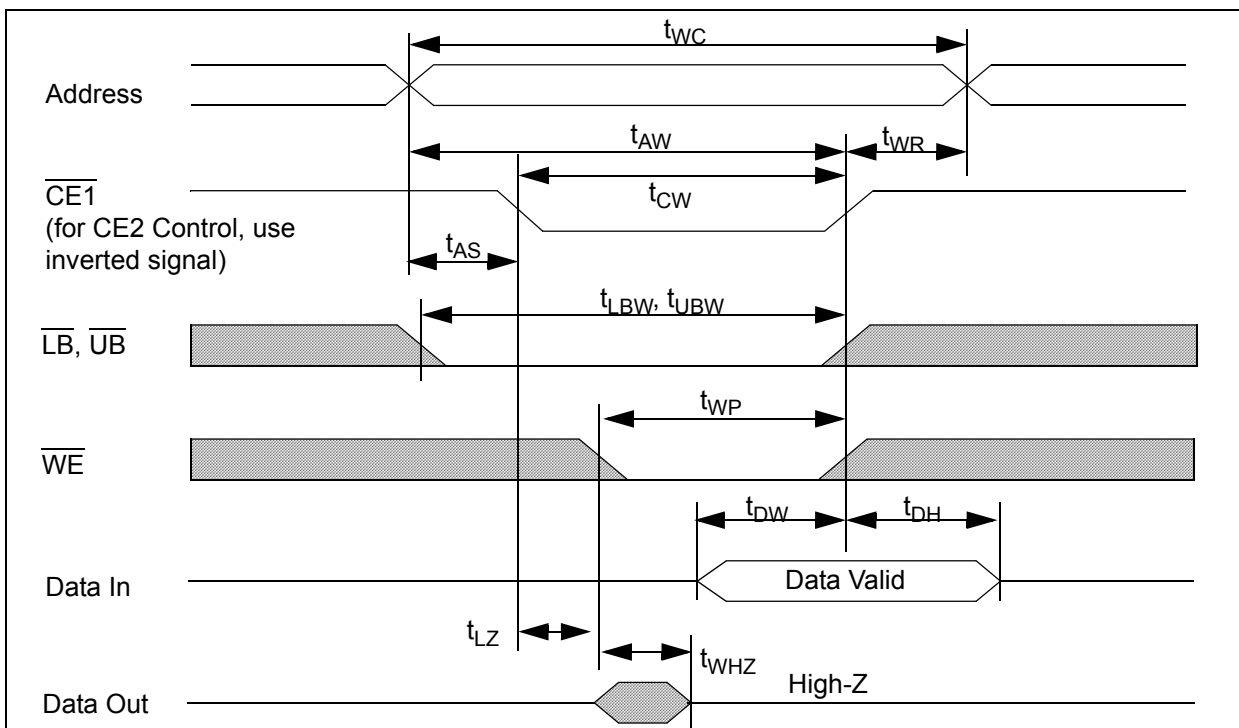 tWC
Address
tAW
tWR
CE1
(for CE2 Control, use
inverted signal)
tCW
tAS
tLBW, tUBW
LB, UB
tWP
WE
tDW
tDH
Data In
Data Valid
tLZ
tWHZ
High-Z
Data Out